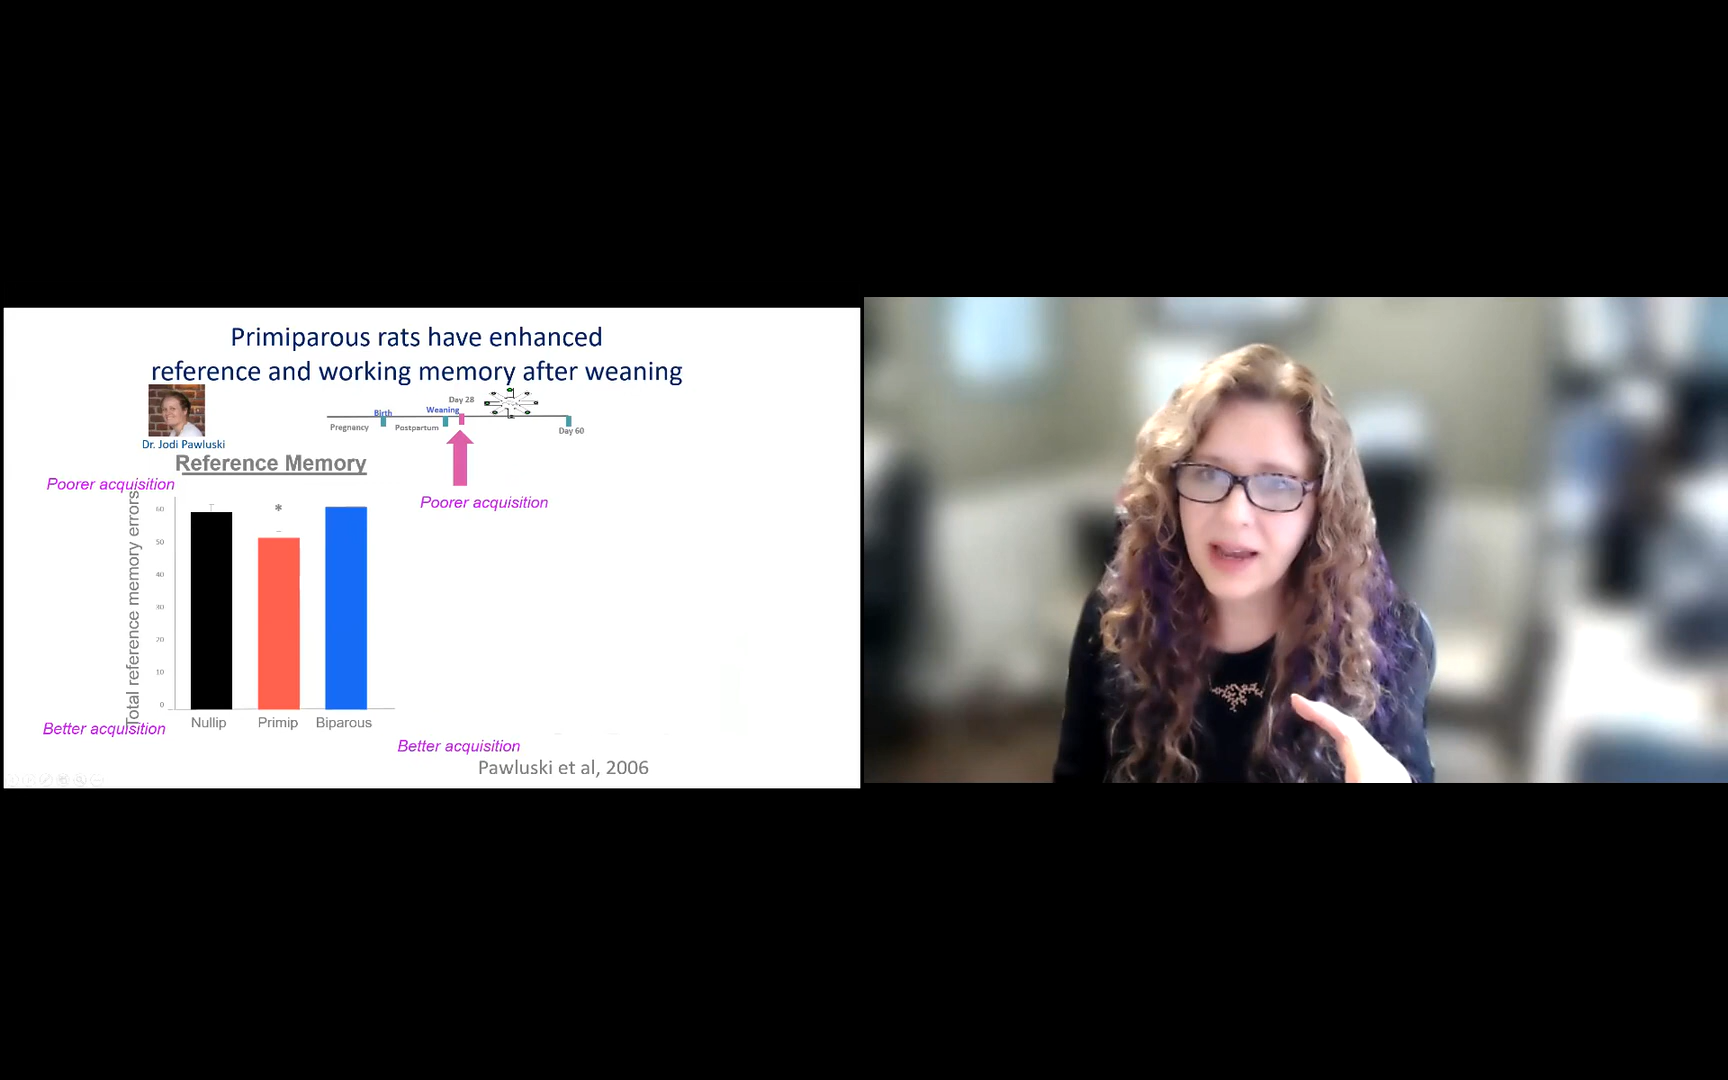 Primiparous rats have enhanced
reference and working memory after weaning
Day 28
Birth
Weaning
Pregnancy
Postpartum
Day 60
Dr. Jodi Pawluski
Reference Memory
Poorer acquisition
Poorer acquisition
Total reference memory errors
60
*
50
40
30
20
10
0
Nullip
Primip
Biparous
Better acquisition
Better acquisition
Pawluski et al, 2006